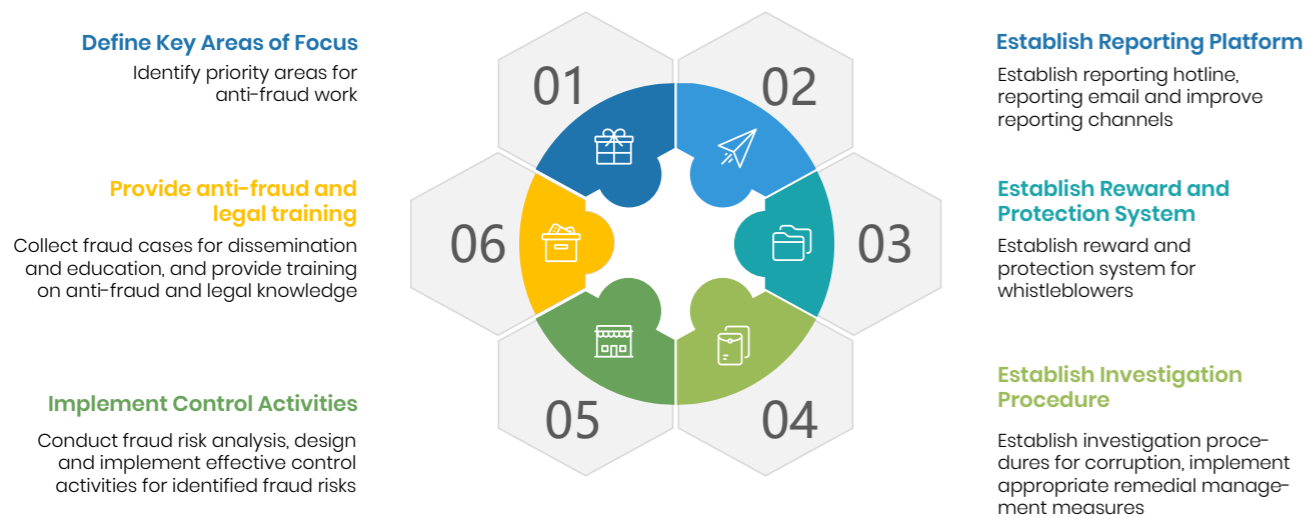 01
Define Key Areas of Focus
Identify priority areas for
anti-fraud work
02
Establish Reporting Platform
Establish reporting hotline,
reporting email and improve
reporting channels
03
Establish Reward and
Protection System
Establish reward and
protection system for
whistleblowers
04
Establish Investigation
Procedure
Establish investigation proce-
dures for corruption, implement
appropriate remedial manage-
ment measures
05
Implement Control Activities
Conduct fraud risk analysis, design
and implement effective control
activities for identified fraud risks
06
Provide anti-fraud and
legal training
Collect fraud cases for dissemination
and education, and provide training
on anti-fraud and legal knowledge